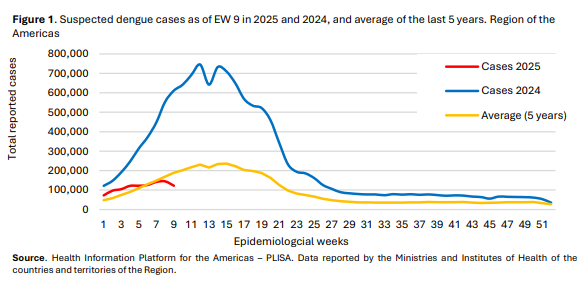 Figure 1. Suspected dengue cases as of EW 9 in 2025 and 2024, and average of the last 5 years. Region of the
Americas
Total reported cases
800,000
700,000
600,000
500,000
400,000
300,000
200,000
100,000
0
Cases 2025
Cases 2024
Average (5 years)
1 3 5 7 9 11 13 15 17 19 21 23 25 27 29 31 33 35 37 39 41 43 45 47 49 51
Epidemiologcial weeks
Source. Health Information Platform for the Americas – PLISA. Data reported by the Ministries and Institutes of Health of the
countries and territories of the Region.